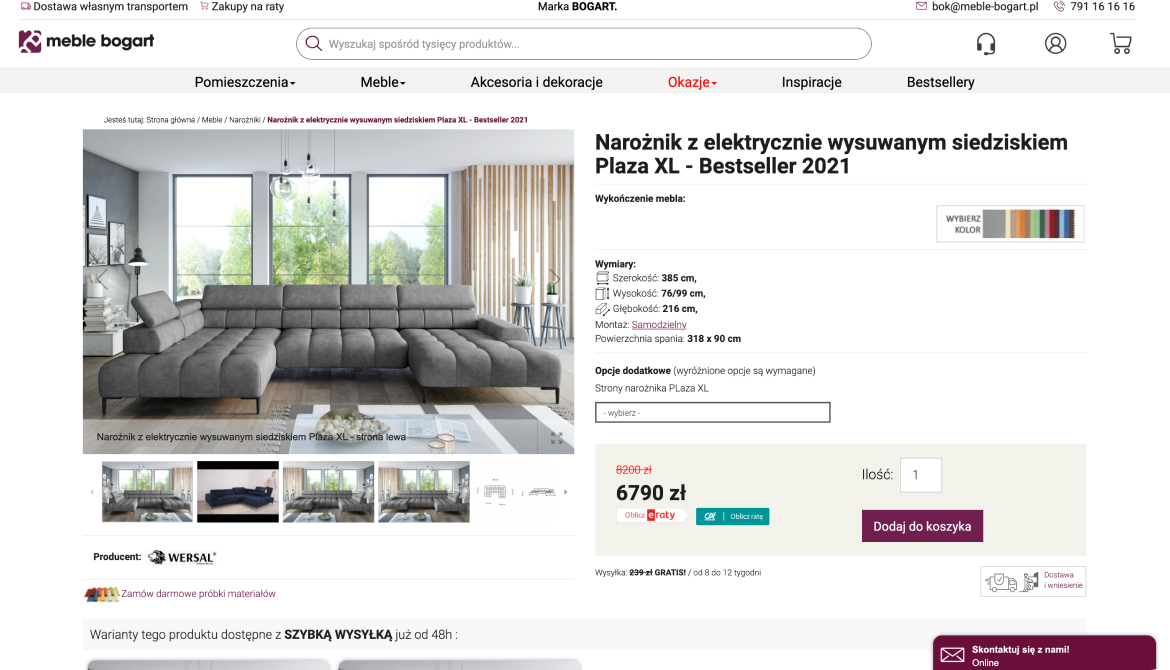 Dostawa własnym transportem
Zakupy na raty
Marka BOGART.
bok@meble-bogart.pl
791 16 16 16
meble bogart
Wyszukaj spośród tysięcy produktów...
Pomieszczenia
Meble
Akcesoria i dekoracje
Okazje
Inspiracje
Bestsellery
Jesteś tutaj: Strona główna / Meble / Narożniki / Narożnik z elektrycznie wysuwanym siedziskiem Plaza XL - Bestseller 2021
Narożnik z elektrycznie wysuwanym siedziskiem Plaza XL - strona lewa
Producent: WERSAL
Zamów darmowe próbki materiałów
Narożnik z elektrycznie wysuwanym siedziskiem
Plaza XL - Bestseller 2021
Wykończenie mebla:
WYBIERZ
KOLOR
Wymiary:
Szerokość: 385 cm,
Wysokość: 76/99 cm,
Głębokość: 216 cm,
Montaż: Samodzielny
Powierzchnia spania: 318 x 90 cm
Opcje dodatkowe (wyróżnione opcje są wymagane)
Strony narożnika PLaza XL
- wybierz -
8200 zł
6790 zł
Oblicz eraty
Oblicz ratę
Ilość: 1
Dodaj do koszyka
Wysyłka: 239 zł GRATIS! / od 8 do 12 tygodni
Dostawa
i wniesienie
Warianty tego produktu dostępne z SZYBKĄ WYSYŁKĄ już od 48h :
Skontaktuj się z nami!
Online